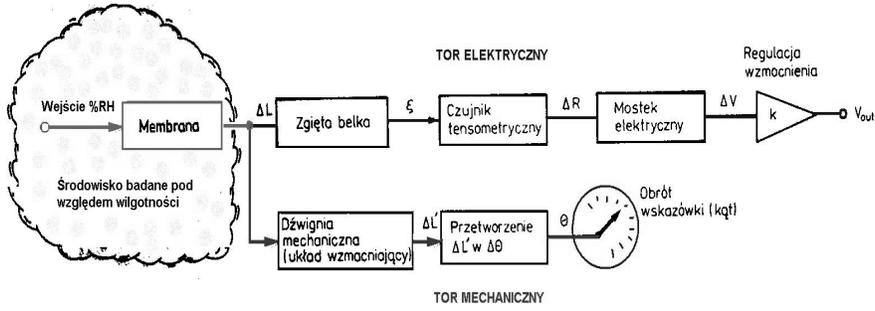 TOR ELEKTRYCZNY
Regulacja
wzmocnienia
Wejście %RH
Membrana
ΔL
Zgięta belka
ξ
Czujnik
tensometryczny
ΔR
Mostek
elektryczny
ΔV
k
Vout
Środowisko badane pod
względem wilgotności
Dźwignia
mechaniczna
(układ wzmacniający)
ΔL'
Przetworzenie
ΔL' w Δθ
θ
Obrót
wskazówki (kąt)
TOR MECHANICZNY